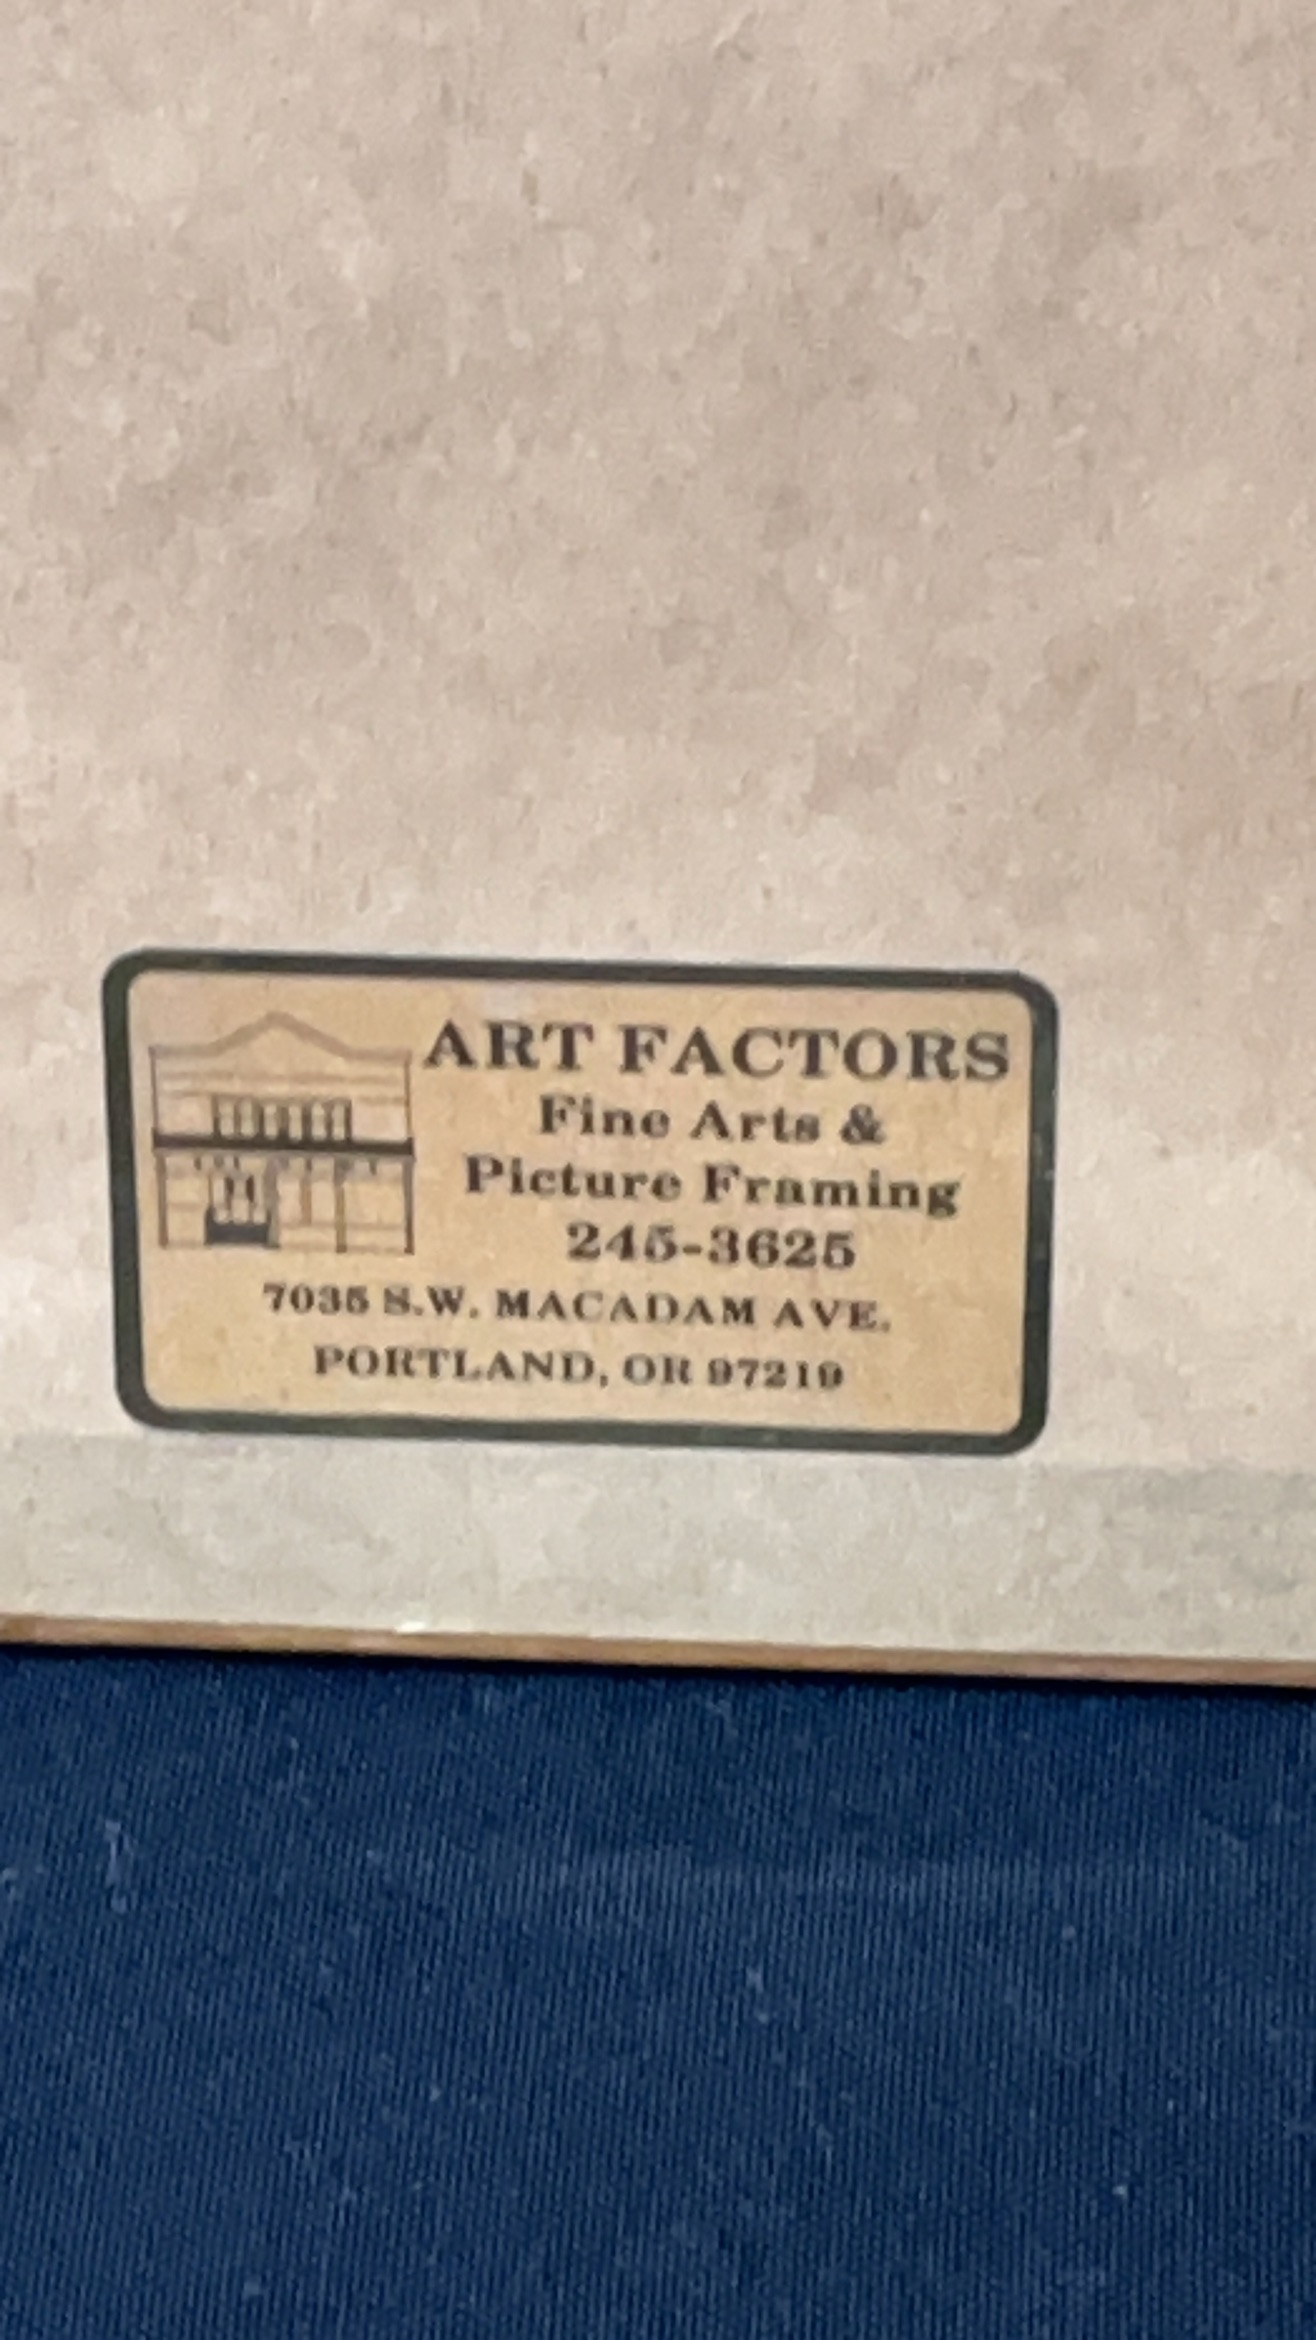 ART FACTORS
Fine Arts &
Picture Framing
245-3625
7035 S.W. MACADAM AVE.
PORTLAND, OR 97219